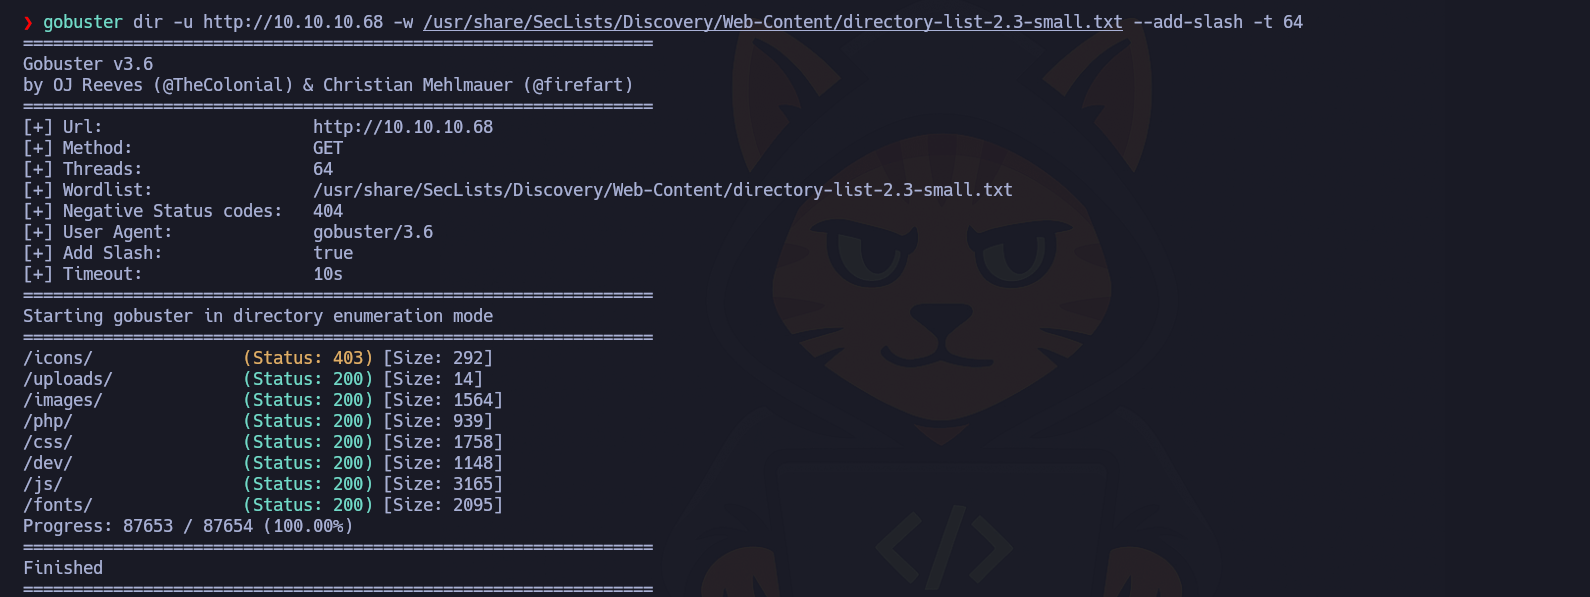 ❯ gobuster dir -u http://10.10.10.68 -w /usr/share/SecLists/Discovery/Web-Content/directory-list-2.3-small.txt --add-slash -t 64
===============================================================
Gobuster v3.6
by OJ Reeves (@TheColonial) & Christian Mehlmauer (@firefart)
===============================================================
[+] Url:                     http://10.10.10.68
[+] Method:                  GET
[+] Threads:                 64
[+] Wordlist:                /usr/share/SecLists/Discovery/Web-Content/directory-list-2.3-small.txt
[+] Negative Status codes:   404
[+] User Agent:              gobuster/3.6
[+] Add Slash:               true
[+] Timeout:                 10s
===============================================================
Starting gobuster in directory enumeration mode
===============================================================
/icons/               (Status: 403) [Size: 292]
/uploads/             (Status: 200) [Size: 14]
/images/              (Status: 200) [Size: 1564]
/php/                 (Status: 200) [Size: 939]
/css/                 (Status: 200) [Size: 1758]
/dev/                 (Status: 200) [Size: 1148]
/js/                  (Status: 200) [Size: 3165]
/fonts/               (Status: 200) [Size: 2095]
Progress: 87653 / 87654 (100.00%)
===============================================================
Finished
===============================================================